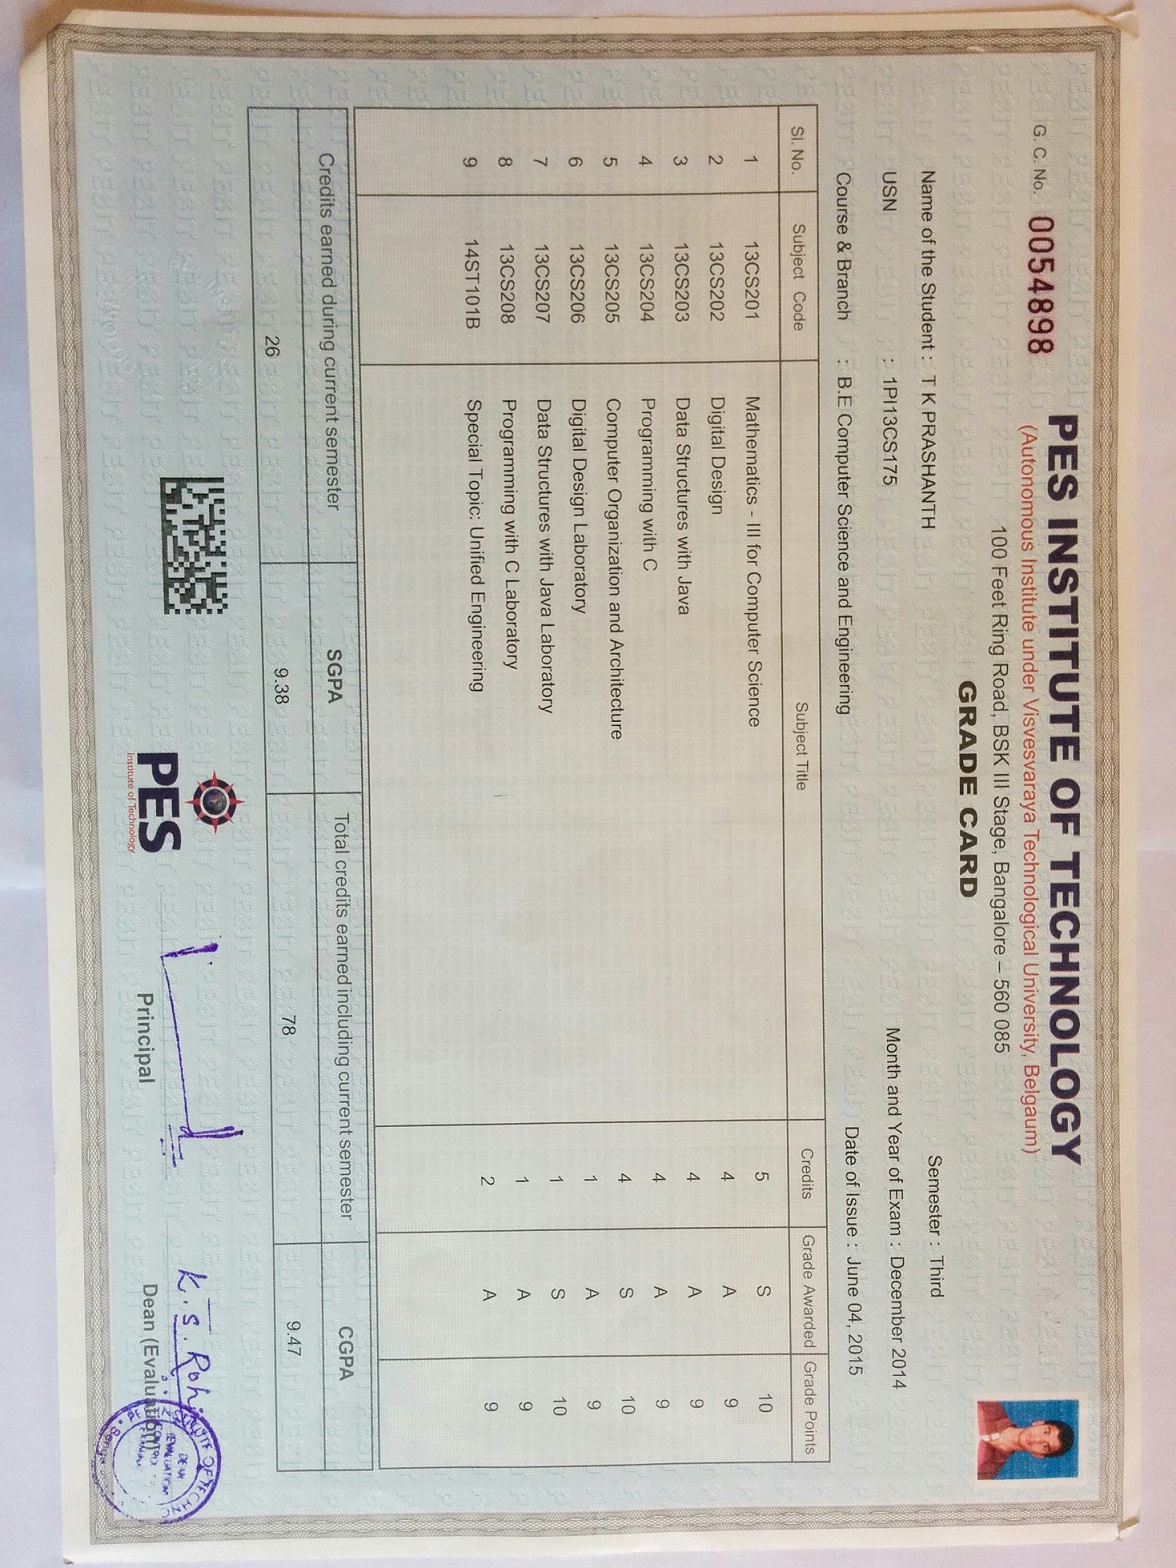 G. C. No. 0054898
PES INSTITUTE OF TECHNOLOGY
(Autonomous Institute under Visvesvaraya Technological University, Belgaum)
100 Feet Ring Road, BSK III Stage, Bangalore – 560 085
GRADE CARD
Name of the Student : T K PRASHANTH Semester : Third
USN : 1PI13CS175 Month and Year of Exam : December 2014
Course & Branch : B.E Computer Science and Engineering Date of Issue : June 04, 2015
Sl. No. Subject Code Subject Title Credits Grade Awarded Grade Points
1 13CS201 Mathematics - III for Computer Science 5 S 10
2 13CS202 Digital Design 4 A 9
3 13CS203 Data Structures with Java 4 A 9
4 13CS204 Programming with C 4 A 9
5 13CS205 Computer Organization and Architecture 4 S 10
6 13CS206 Digital Design Laboratory 1 A 9
7 13CS207 Data Structures with Java Laboratory 1 S 10
8 13CS208 Programming with C Laboratory 1 A 9
9 14ST101B Special Topic: Unified Engineering 2 A 9
Credits earned during current semester SGPA Total credits earned including current semester CGPA
26 9.38 78 9.47
PES
Institute of Technology
Principal
K. S. Roh
Dean (Evaluation)